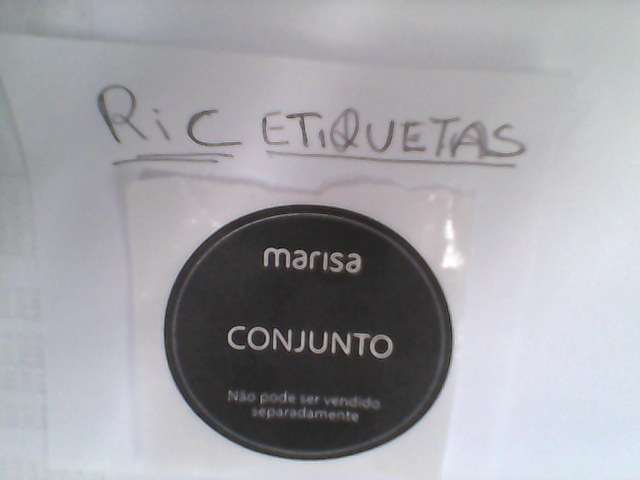 RiC ETiQUETAS
marisa
CONJUNTO
Não pode ser vendido
separadamente